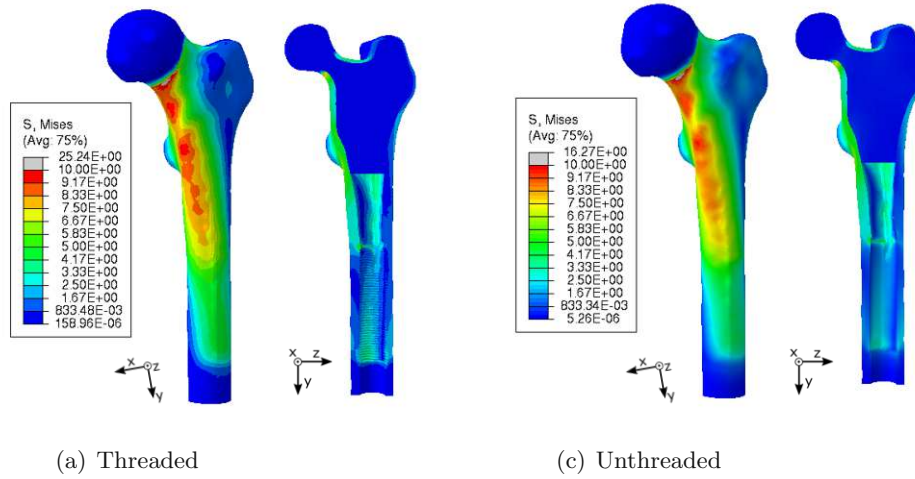 S, Mises
(Avg: 75%)
25.24E+00
10.00E+00
9.17E+00
8.33E+00
7.50E+00
6.67E+00
5.83E+00
5.00E+00
4.17E+00
3.33E+00
2.50E+00
1.67E+00
833.48E-03
158.96E-06
x
z
y
x
z
y
S, Mises
(Avg: 75%)
16.27E+00
10.00E+00
9.17E+00
8.33E+00
7.50E+00
6.67E+00
5.83E+00
5.00E+00
4.17E+00
3.33E+00
2.50E+00
1.67E+00
833.34E-03
5.26E-06
x
z
y
x
z
y
(a) Threaded
(c) Unthreaded